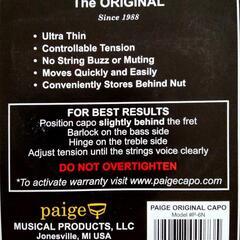 The ORIGINAL
Since 1988
• Ultra Thin
• Controllable Tension
• No String Buzz or Muting
• Moves Quickly and Easily
• Conveniently Stores Behind Nut
FOR BEST RESULTS
Position capo slightly behind the fret
Barlock on the bass side
Hinge on the treble side
Adjust tension until the strings voice clearly
DO NOT OVERTIGHTEN
*To activate warranty visit www.paigecapo.com*
paige
MUSICAL PRODUCTS, LLC
Jonesville, MI USA
PAIGE ORIGINAL CAPO
Model #P-6N